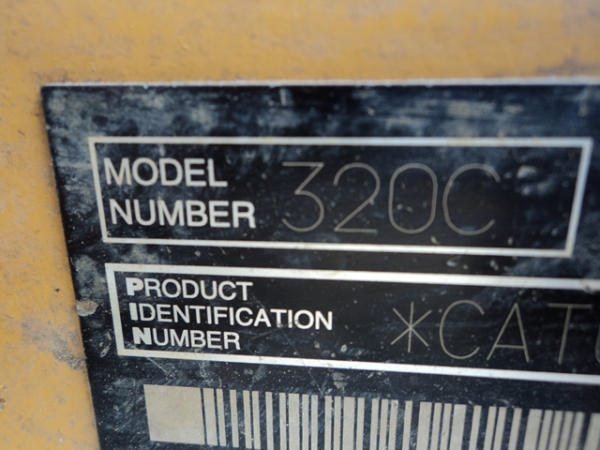 MODEL
NUMBER 320C
PRODUCT
IDENTIFICATION
NUMBER *CAT